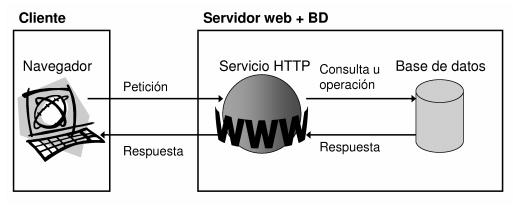 Cliente
Servidor web + BD
Navegador
Servicio HTTP
Base de datos
Petición
Consulta u
operación
WWW
Respuesta
Respuesta